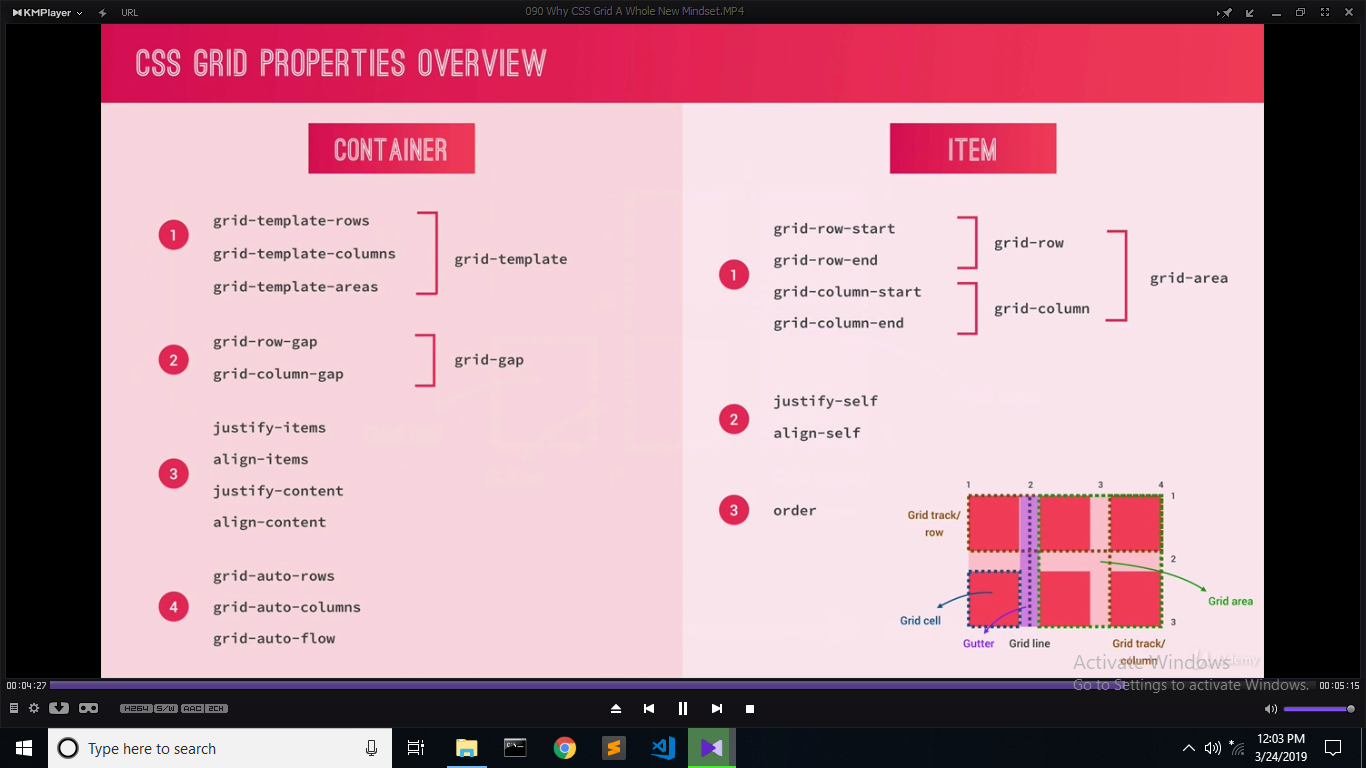 KMPlayer
URL
090 Why CSS Grid A Whole New Mindset.MP4
CSS GRID PROPERTIES OVERVIEW
CONTAINER
1
grid-template-rows
grid-template-columns
grid-template-areas
grid-template
2
grid-row-gap
grid-column-gap
grid-gap
3
justify-items
align-items
justify-content
align-content
4
grid-auto-rows
grid-auto-columns
grid-auto-flow
ITEM
1
grid-row-start
grid-row-end
grid-column-start
grid-column-end
grid-row
grid-column
grid-area
2
justify-self
align-self
3
order
1 2 3 4
1
2
3
Grid track/
row
Grid cell
Gutter
Grid line
Grid area
Grid track/
column
Udemy
Activate Windows
Go to Settings to activate Windows.
00:04:27
00:05:15
H264 S/W AAC 2CH
Type here to search
12:03 PM
3/24/2019